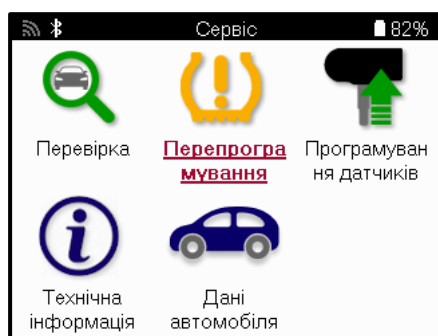 Сервіс 82%
Перевірка Перепрогра Програмуван
мування ня датчиків
Технічна Дані
інформація автомобіля